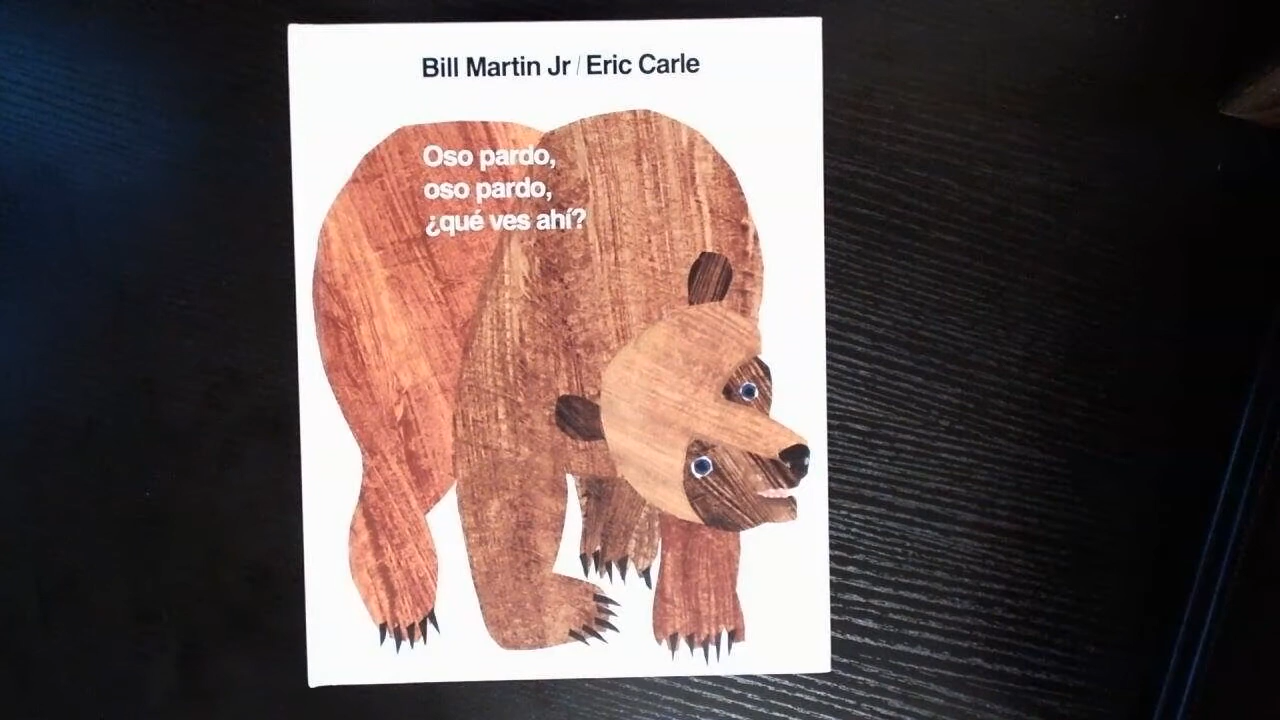 Bill Martin Jr / Eric Carle
Oso pardo,
oso pardo,
¿qué ves ahí?